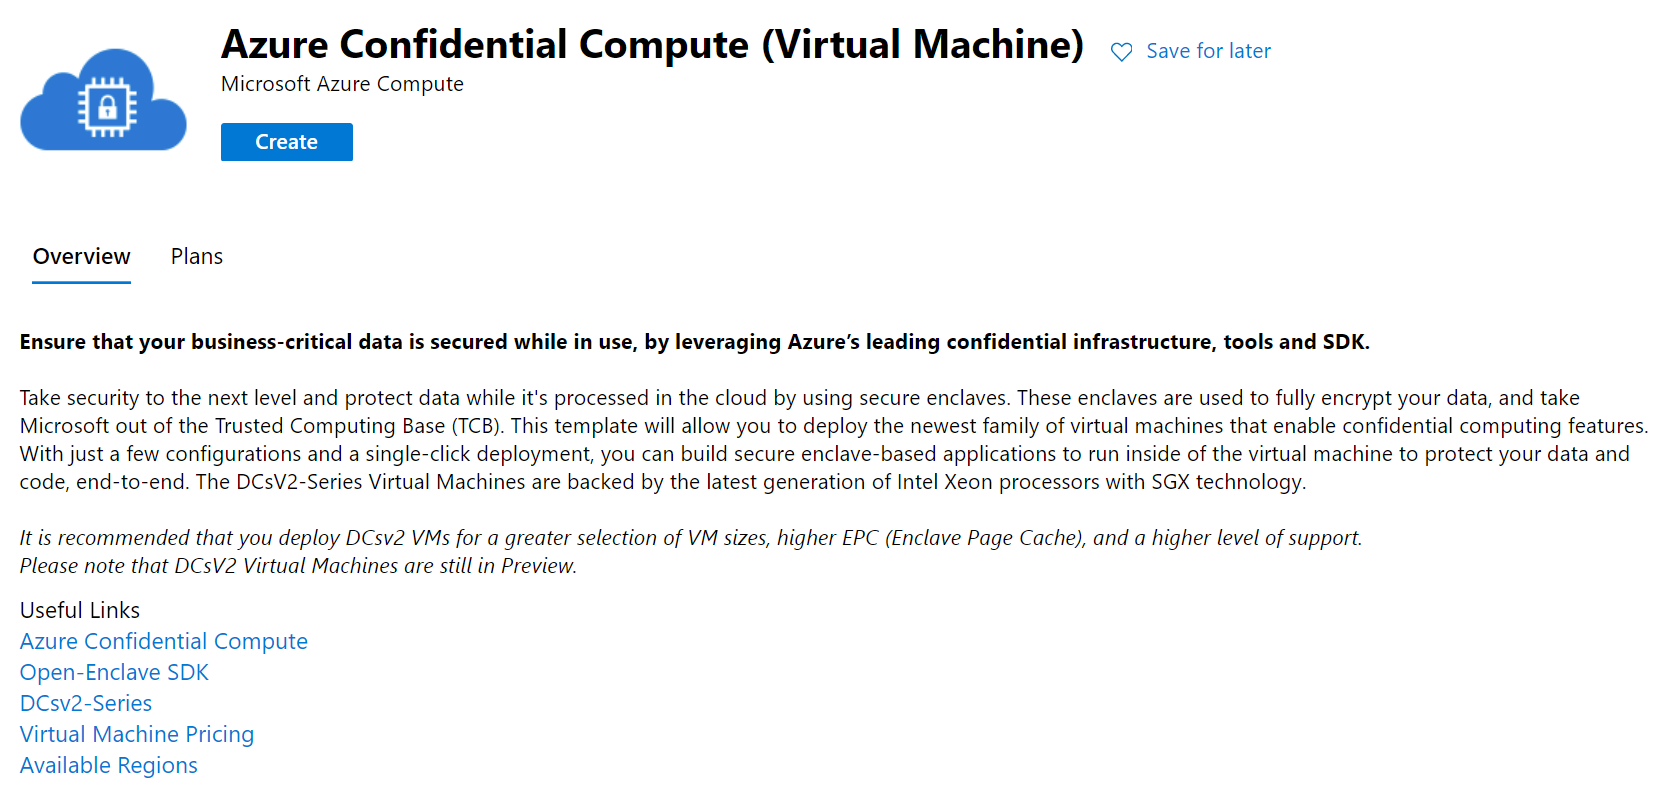 Azure Confidential Compute (Virtual Machine)
Save for later
Microsoft Azure Compute
Create
Overview
Plans
Ensure that your business-critical data is secured while in use, by leveraging Azure’s leading confidential infrastructure, tools and SDK.
Take security to the next level and protect data while it's processed in the cloud by using secure enclaves. These enclaves are used to fully encrypt your data, and take
Microsoft out of the Trusted Computing Base (TCB). This template will allow you to deploy the newest family of virtual machines that enable confidential computing features.
With just a few configurations and a single-click deployment, you can build secure enclave-based applications to run inside of the virtual machine to protect your data and
code, end-to-end. The DCsV2-Series Virtual Machines are backed by the latest generation of Intel Xeon processors with SGX technology.
It is recommended that you deploy DCsv2 VMs for a greater selection of VM sizes, higher EPC (Enclave Page Cache), and a higher level of support.
Please note that DCsV2 Virtual Machines are still in Preview.
Useful Links
Azure Confidential Compute
Open-Enclave SDK
DCsv2-Series
Virtual Machine Pricing
Available Regions